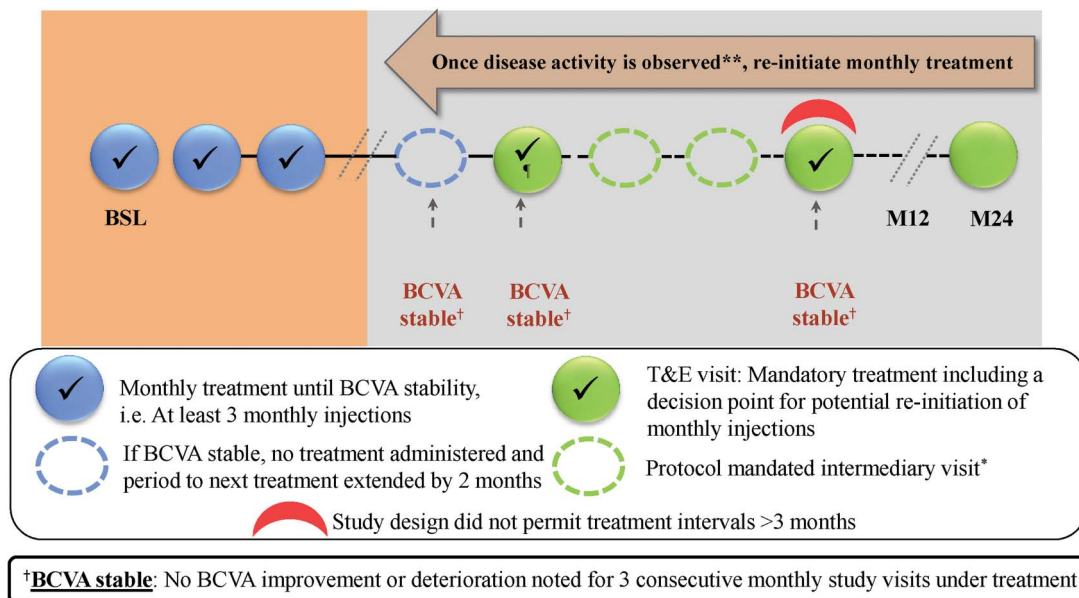 Once disease activity is observed**, re-initiate monthly treatment
✓ ✓ ✓ ✓ ✓
¶
BSL
M12
M24
BCVA
stable†
BCVA
stable†
BCVA
stable†
✓
Monthly treatment until BCVA stability,
i.e. At least 3 monthly injections
✓
T&E visit: Mandatory treatment including a
decision point for potential re-initiation of
monthly injections
If BCVA stable, no treatment administered and
period to next treatment extended by 2 months
Protocol mandated intermediary visit*
Study design did not permit treatment intervals >3 months
†BCVA stable: No BCVA improvement or deterioration noted for 3 consecutive monthly study visits under treatment